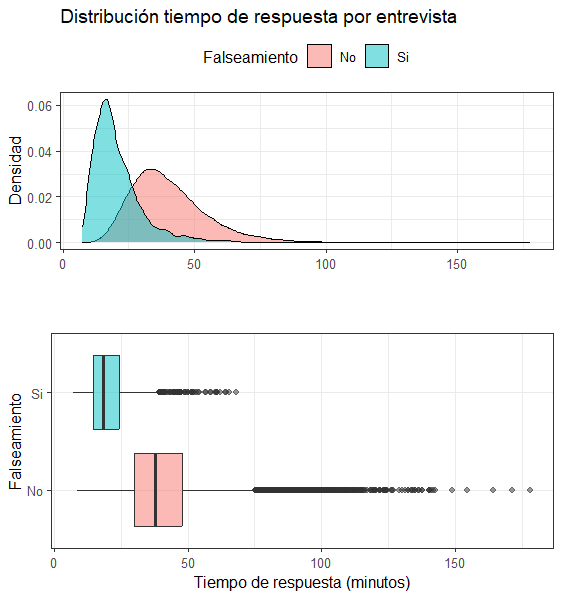 Distribución tiempo de respuesta por entrevista
Falseamiento No Si
Densidad
0.06
0.04
0.02
0.00
0 50 100 150
Falseamiento
Si
No
0 50 100 150
Tiempo de respuesta (minutos)